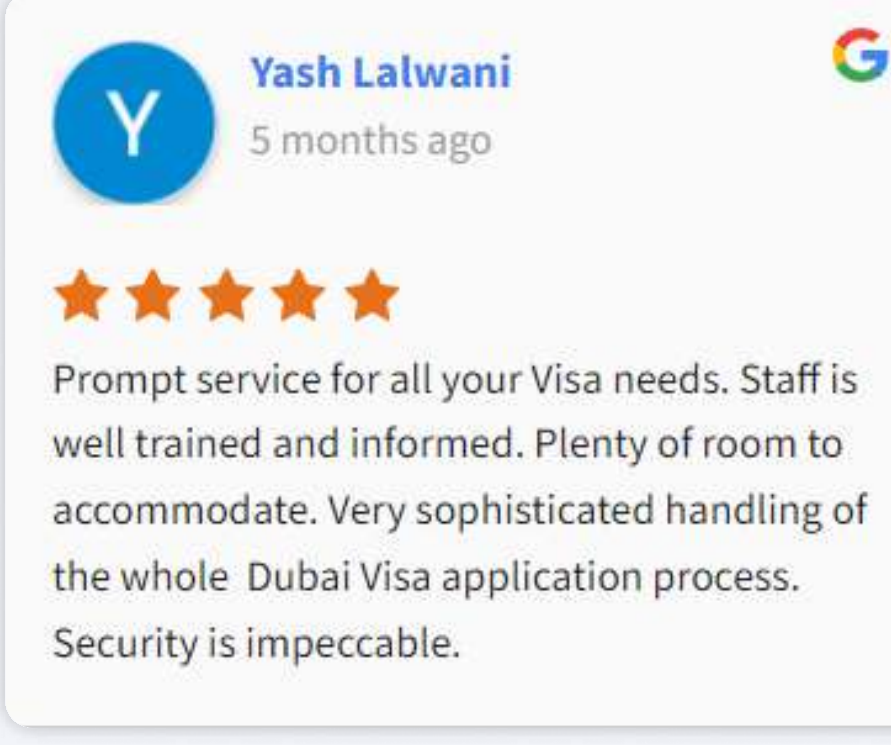 Y
Yash Lalwani
G
5 months ago
Prompt service for all your Visa needs. Staff is
well trained and informed. Plenty of room to
accommodate. Very sophisticated handling of
the whole  Dubai Visa application process.
Security is impeccable.